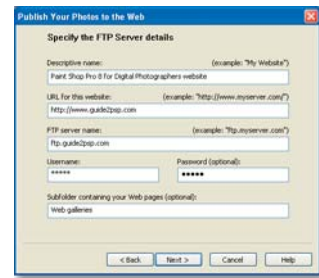 Publish Your Photos to the Web
Specify the FTP Server details
Descriptive name: (example: "My Website")
Paint Shop Pro 8 for Digital Photographers website
URL for this website: (example: "http://www.myserver.com/")
http://www.guide2psp.com
FTP server name: (example: "ftp.myserver.com")
ftp.guide2psp.com
Username: Password (optional):
***** •••••
Subfolder containing your Web pages (optional):
Web galleries
< Back Next > Cancel Help